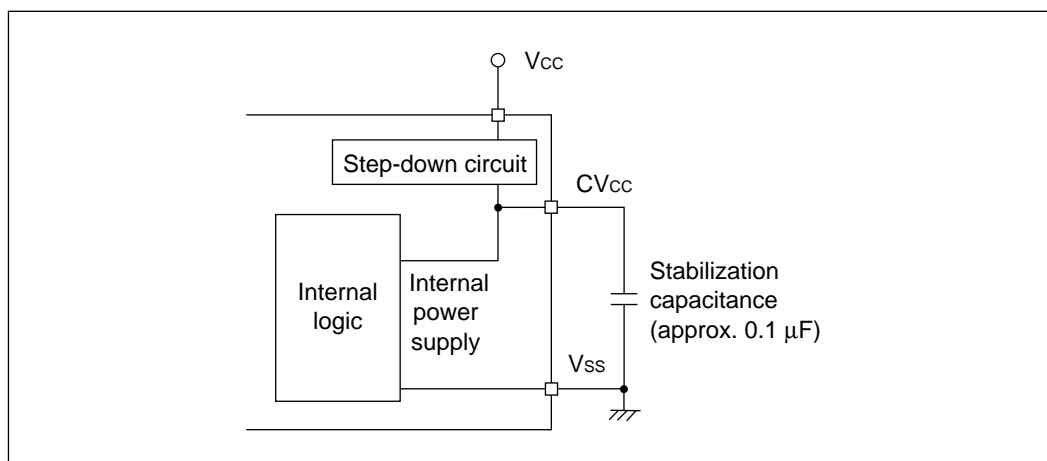 Vcc
Step-down circuit
CVcc
Internal
logic
Internal
power
supply
Stabilization
capacitance
(approx. 0.1 μF)
Vss